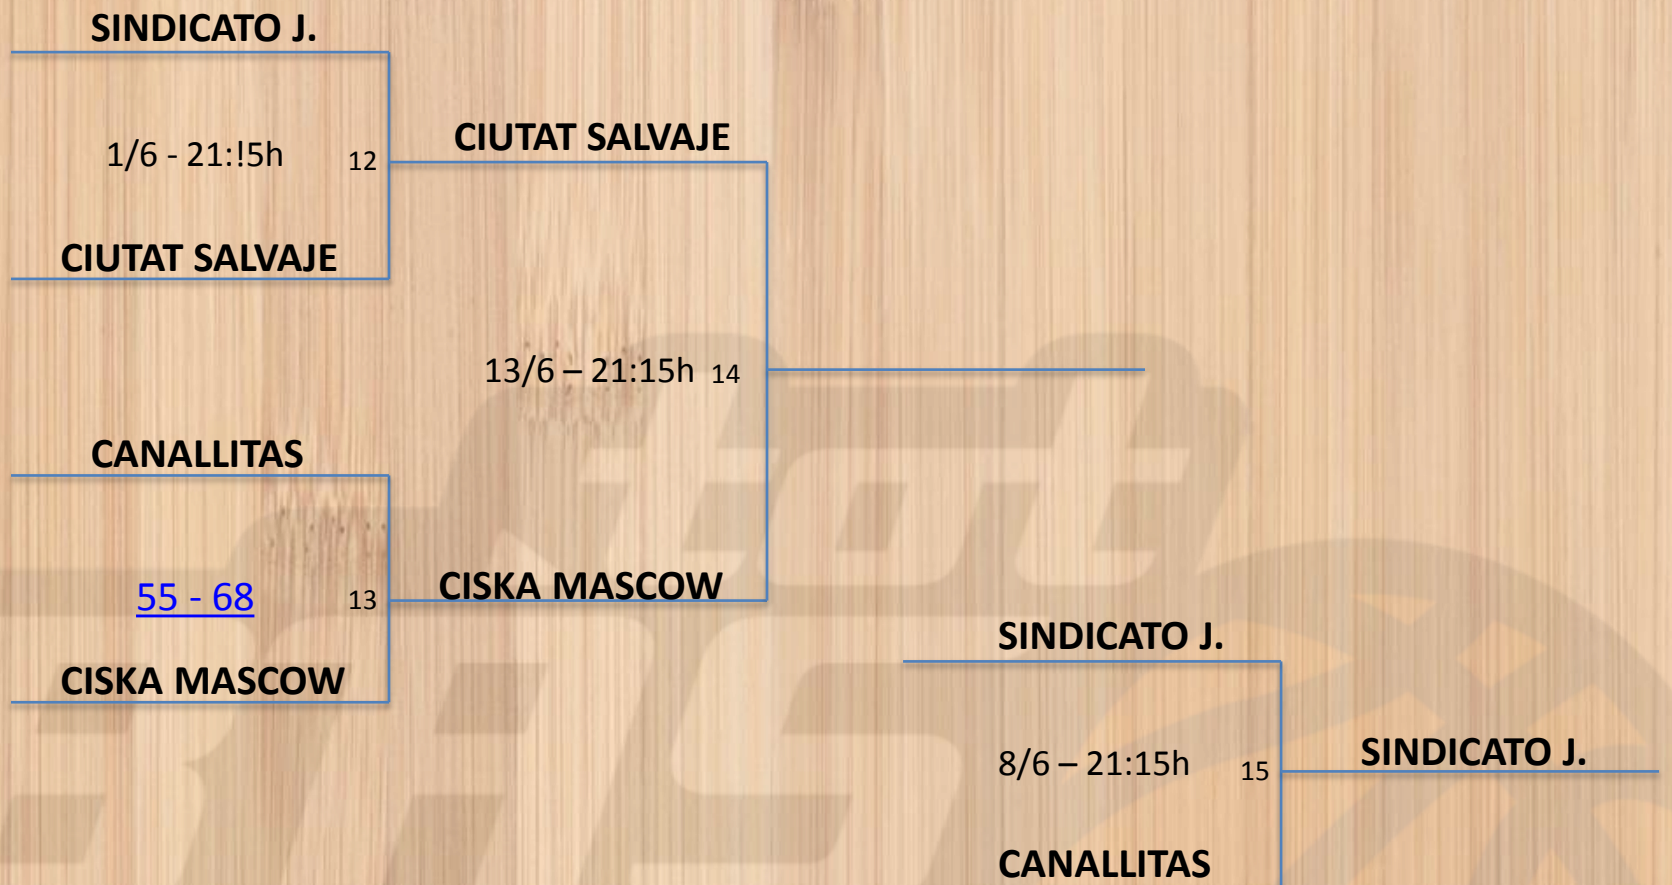 SINDICATO J.
1/6 - 21:!5h 12
CIUTAT SALVAJE
CIUTAT SALVAJE
13/6 – 21:15h 14
CANALLITAS
55 - 68 13
CISKA MASCOW
CISKA MASCOW
SINDICATO J.
8/6 – 21:15h 15
SINDICATO J.
CANALLITAS
tot